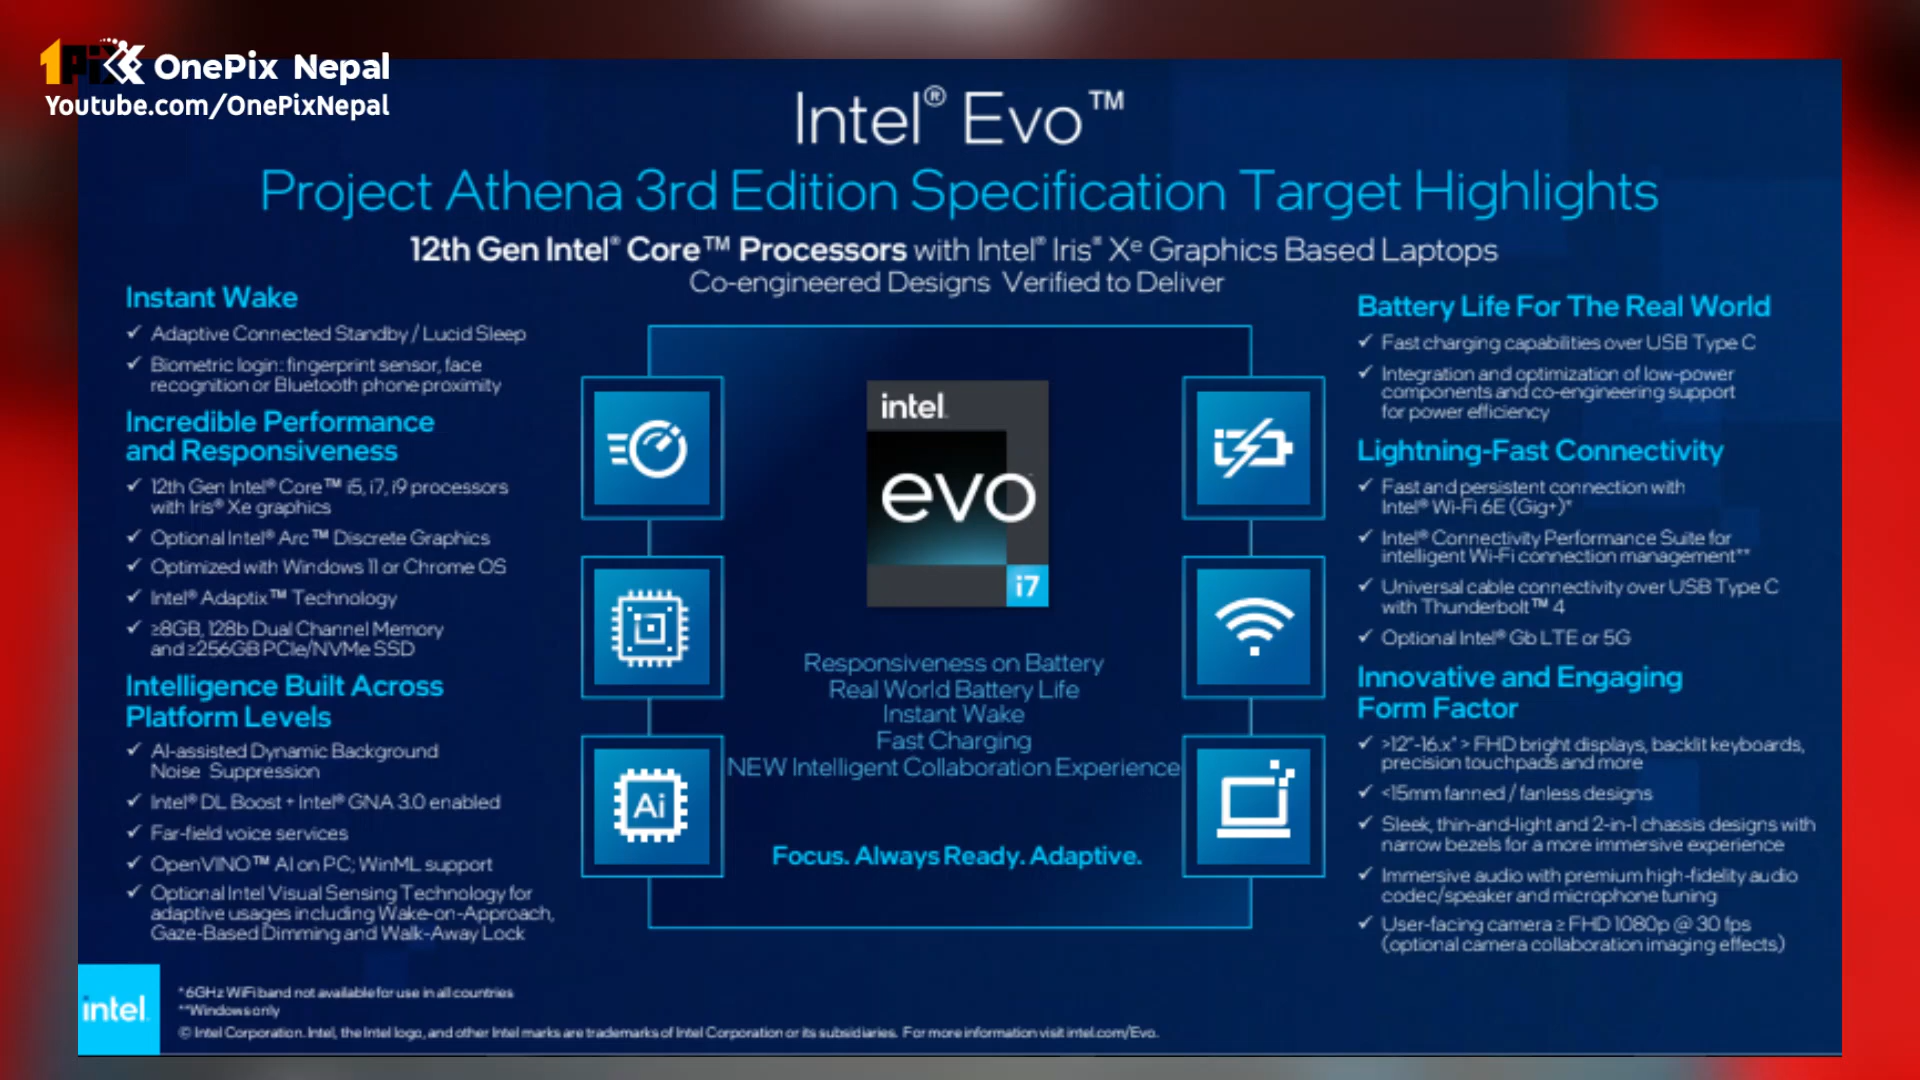 1PiX OnePix Nepal
Youtube.com/OnePixNepal
Intel® Evo™
Project Athena 3rd Edition Specification Target Highlights
12th Gen Intel® Core™ Processors with Intel® Iris® Xe Graphics Based Laptops
Co-engineered Designs Verified to Deliver
Instant Wake
✓ Adaptive Connected Standby / Lucid Sleep
✓ Biometric login: fingerprint sensor, face
recognition or Bluetooth phone proximity
Incredible Performance
and Responsiveness
✓ 12th Gen Intel® Core™ i5, i7, i9 processors
with Iris® Xe graphics
✓ Optional Intel® Arc™ Discrete Graphics
✓ Optimized with Windows 11 or Chrome OS
✓ Intel® Adaptix™ Technology
✓ ≥8GB, 128b Dual Channel Memory
and ≥256GB PCIe/NVMe SSD
Intelligence Built Across
Platform Levels
✓ AI-assisted Dynamic Background
Noise Suppression
✓ Intel® DL Boost + Intel® GNA 3.0 enabled
✓ Far-field voice services
✓ OpenVINO™ AI on PC; WinML support
✓ Optional Intel Visual Sensing Technology for
adaptive usages including Wake-on-Approach,
Gaze-Based Dimming and Walk-Away Lock
Ai
intel
evo
i7
Responsiveness on Battery
Real World Battery Life
Instant Wake
Fast Charging
NEW Intelligent Collaboration Experience
Focus. Always Ready. Adaptive.
Battery Life For The Real World
✓ Fast charging capabilities over USB Type C
✓ Integration and optimization of low-power
components and co-engineering support
for power efficiency
Lightning-Fast Connectivity
✓ Fast and persistent connection with
Intel® Wi-Fi 6E (Gig+)*
✓ Intel® Connectivity Performance Suite for
intelligent Wi-Fi connection management**
✓ Universal cable connectivity over USB Type C
with Thunderbolt™ 4
✓ Optional Intel® Gb LTE or 5G
Innovative and Engaging
Form Factor
✓ >12"-16.x" > FHD bright displays, backlit keyboards,
precision touchpads and more
✓ <15mm fanned / fanless designs
✓ Sleek, thin-and-light and 2-in-1 chassis designs with
narrow bezels for a more immersive experience
✓ Immersive audio with premium high-fidelity audio
codec/speaker and microphone tuning
✓ User-facing camera ≥ FHD 1080p @ 30 fps
(optional camera collaboration imaging effects)
intel
*6GHz WiFi band not available for use in all countries
**Windows only
© Intel Corporation. Intel, the Intel logo, and other Intel marks are trademarks of Intel Corporation or its subsidiaries. For more information visit intel.com/Evo.